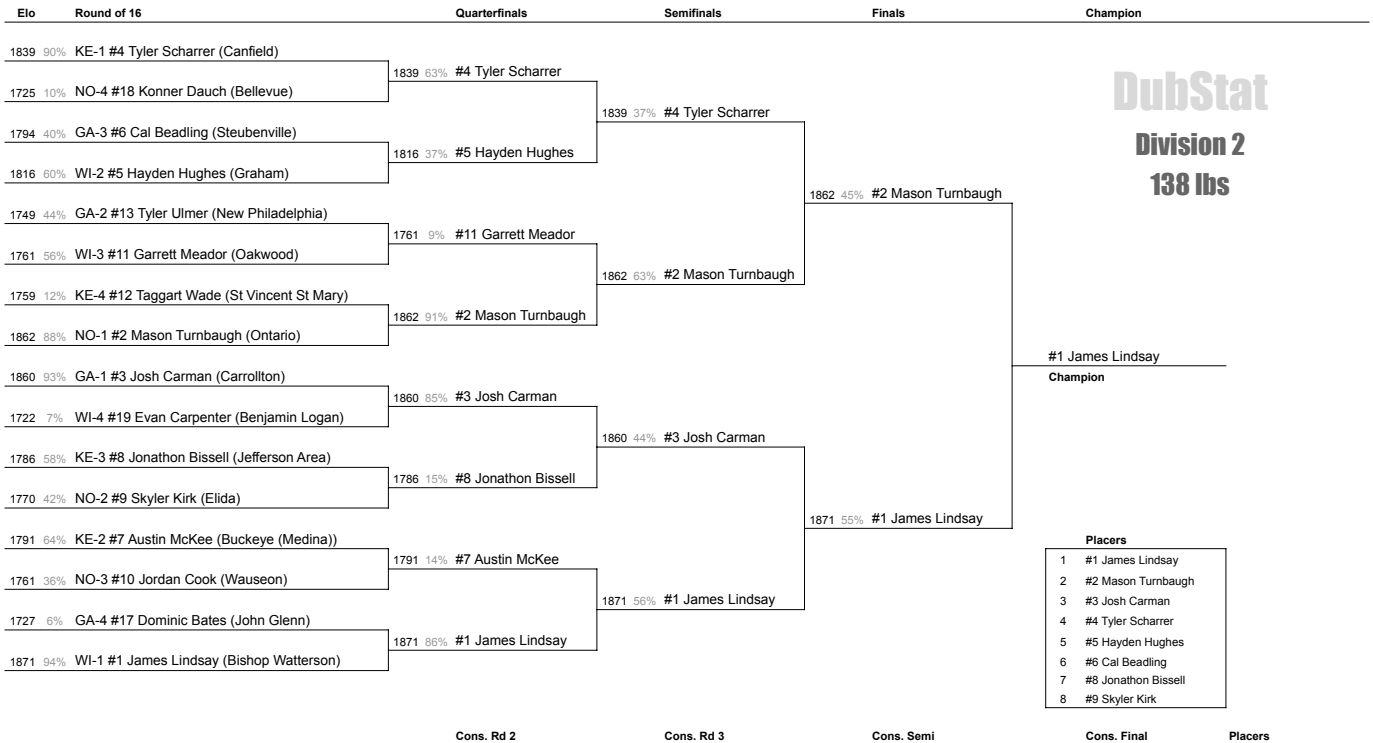 Elo Round of 16 Quarterfinals Semifinals Finals Champion
1839 90% KE-1 #4 Tyler Scharrer (Canfield)
1839 63% #4 Tyler Scharrer
1725 10% NO-4 #18 Konner Dauch (Bellevue)
1839 37% #4 Tyler Scharrer
1794 40% GA-3 #6 Cal Beadling (Steubenville)
1816 37% #5 Hayden Hughes
1816 60% WI-2 #5 Hayden Hughes (Graham)
1862 45% #2 Mason Turnbaugh
1749 44% GA-2 #13 Tyler Ulmer (New Philadelphia)
1761 9% #11 Garrett Meador
1761 56% WI-3 #11 Garrett Meador (Oakwood)
1862 63% #2 Mason Turnbaugh
1759 12% KE-4 #12 Taggart Wade (St Vincent St Mary)
1862 91% #2 Mason Turnbaugh
1862 88% NO-1 #2 Mason Turnbaugh (Ontario)
#1 James Lindsay
Champion
1860 93% GA-1 #3 Josh Carman (Carrollton)
1860 85% #3 Josh Carman
1722 7% WI-4 #19 Evan Carpenter (Benjamin Logan)
1860 44% #3 Josh Carman
1786 58% KE-3 #8 Jonathon Bissell (Jefferson Area)
1786 15% #8 Jonathon Bissell
1770 42% NO-2 #9 Skyler Kirk (Elida)
1871 55% #1 James Lindsay
1791 64% KE-2 #7 Austin McKee (Buckeye (Medina))
1791 14% #7 Austin McKee
1761 36% NO-3 #10 Jordan Cook (Wauseon)
1871 56% #1 James Lindsay
1727 6% GA-4 #17 Dominic Bates (John Glenn)
1871 86% #1 James Lindsay
1871 94% WI-1 #1 James Lindsay (Bishop Watterson)
DubStat
Division 2
138 lbs
Placers
1 #1 James Lindsay
2 #2 Mason Turnbaugh
3 #3 Josh Carman
4 #4 Tyler Scharrer
5 #5 Hayden Hughes
6 #6 Cal Beadling
7 #8 Jonathon Bissell
8 #9 Skyler Kirk
Cons. Rd 2 Cons. Rd 3 Cons. Semi Cons. Final Placers